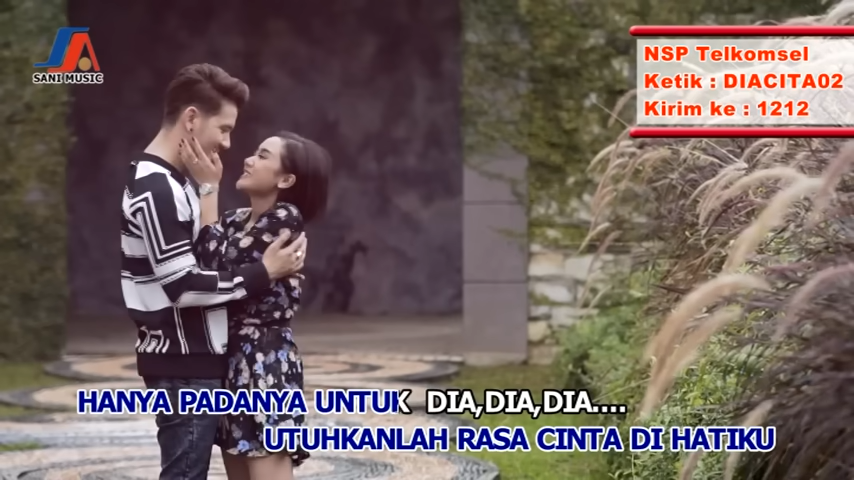 SANI MUSIC
NSP Telkomsel
Ketik : DIACITA02
Kirim ke : 1212
HANYA PADANYA UNTUK DIA,DIA,DIA....
UTUHKANLAH RASA CINTA DI HATIKU